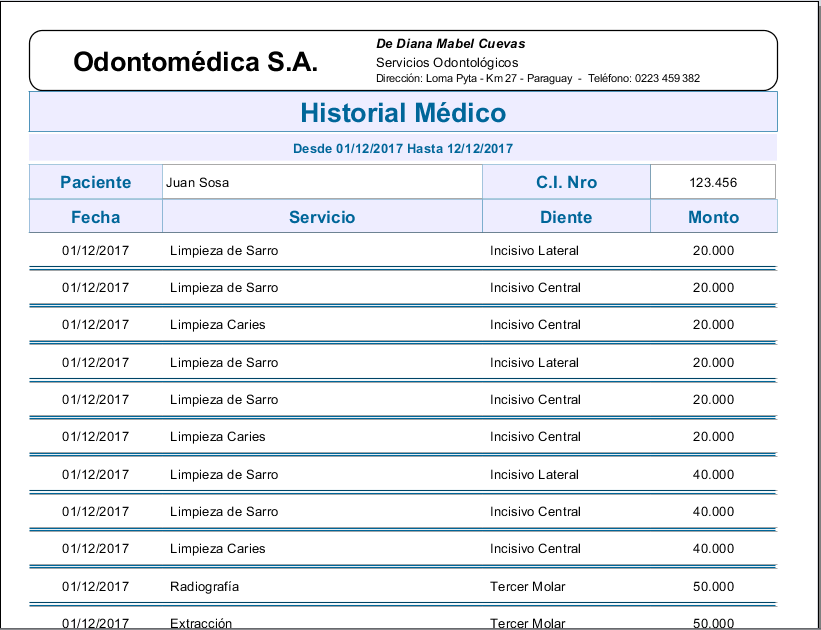 Odontomédica S.A.
De Diana Mabel Cuevas
Servicios Odontológicos
Dirección: Loma Pyta - Km 27 - Paraguay - Teléfono: 0223 459 382
Historial Médico
Desde 01/12/2017 Hasta 12/12/2017
Paciente Juan Sosa C.I. Nro 123.456
Fecha Servicio Diente Monto
01/12/2017 Limpieza de Sarro Incisivo Lateral 20.000
01/12/2017 Limpieza de Sarro Incisivo Central 20.000
01/12/2017 Limpieza Caries Incisivo Central 20.000
01/12/2017 Limpieza de Sarro Incisivo Lateral 20.000
01/12/2017 Limpieza de Sarro Incisivo Central 20.000
01/12/2017 Limpieza Caries Incisivo Central 20.000
01/12/2017 Limpieza de Sarro Incisivo Lateral 40.000
01/12/2017 Limpieza de Sarro Incisivo Central 40.000
01/12/2017 Limpieza Caries Incisivo Central 40.000
01/12/2017 Radiografía Tercer Molar 50.000
01/12/2017 Extracción Tercer Molar 50.000